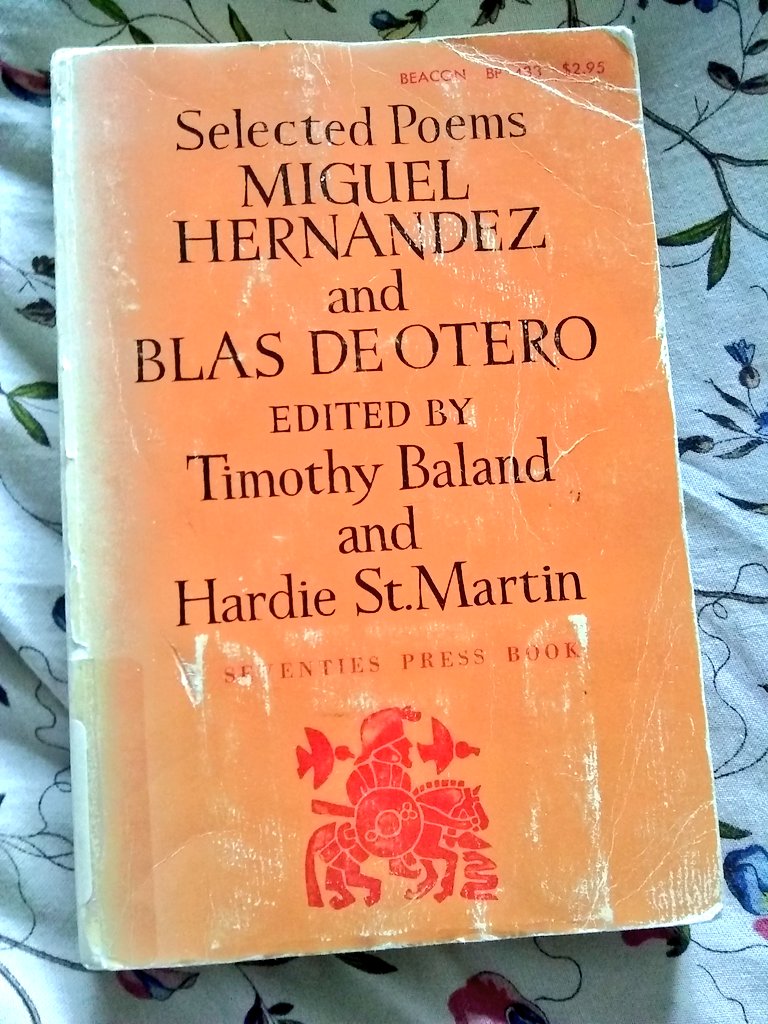 BEACON BP 433 $2.95
Selected Poems
MIGUEL
HERNANDEZ
and
BLAS DE OTERO
EDITED BY
Timothy Baland
and
Hardie St.Martin
SEVENTIES PRESS BOOK